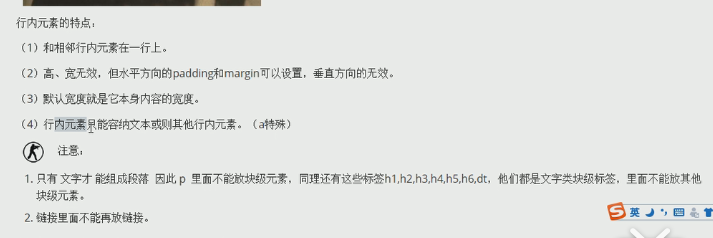 行内元素的特点：
（1）和相邻行内元素在一行上。
（2）高、宽无效，但水平方向的padding和margin可以设置，垂直方向的无效。
（3）默认宽度就是它本身内容的宽度。
（4）行内元素只能容纳文本或则其他行内元素。（a特殊）
注意：
1. 只有 文字才 能组成段落 因此 p 里面不能放块级元素，同理还有这些标签h1,h2,h3,h4,h5,h6,dt，他们都是文字类块级标签，里面不能放其他
块级元素。
2. 链接里面不能再放链接。
S 英